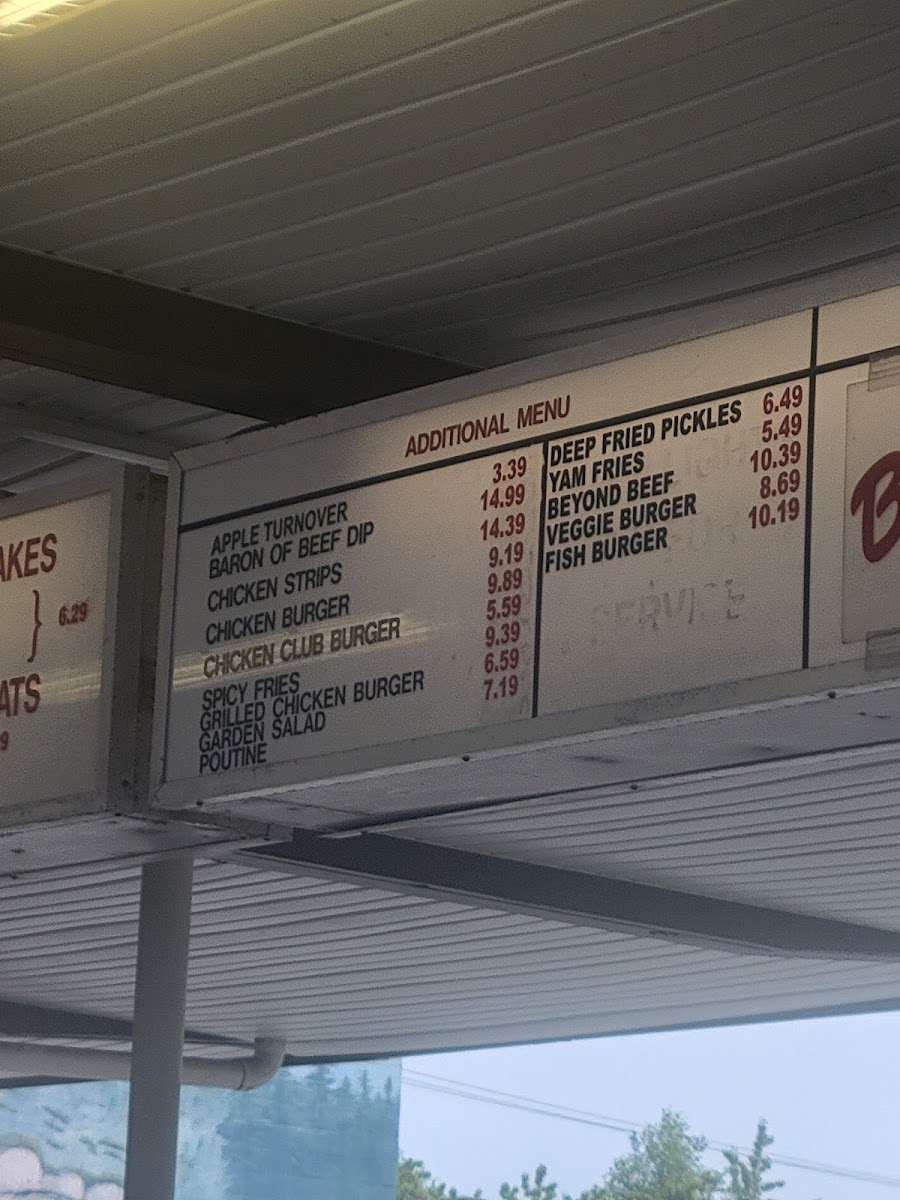 AKES
} 6.29
ATS
9
ADDITIONAL MENU
APPLE TURNOVER 3.39
BARON OF BEEF DIP 14.99
CHICKEN STRIPS 14.39
CHICKEN BURGER 9.19
CHICKEN CLUB BURGER 9.89
SPICY FRIES 5.59
GRILLED CHICKEN BURGER 9.39
GARDEN SALAD 6.59
POUTINE 7.19
DEEP FRIED PICKLES 6.49
YAM FRIES 5.49
BEYOND BEEF 10.39
VEGGIE BURGER 8.69
FISH BURGER 10.19
SERVICE
B